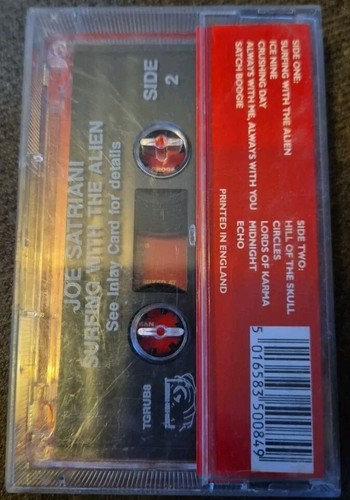 SIDE ONE:
SURFING WITH THE ALIEN
ICE NINE
CRUSHING DAY
ALWAYS WITH ME, ALWAYS WITH YOU
SATCH BOOGIE
SIDE TWO:
HILL OF THE SKULL
CIRCLES
LORDS OF KARMA
MIDNIGHT
ECHO
PRINTED IN ENGLAND
5 016583 500849
SIDE
2
JOE SATRIANI
SURFING WITH THE ALIEN
See Inlay Card for details
TGRUB8